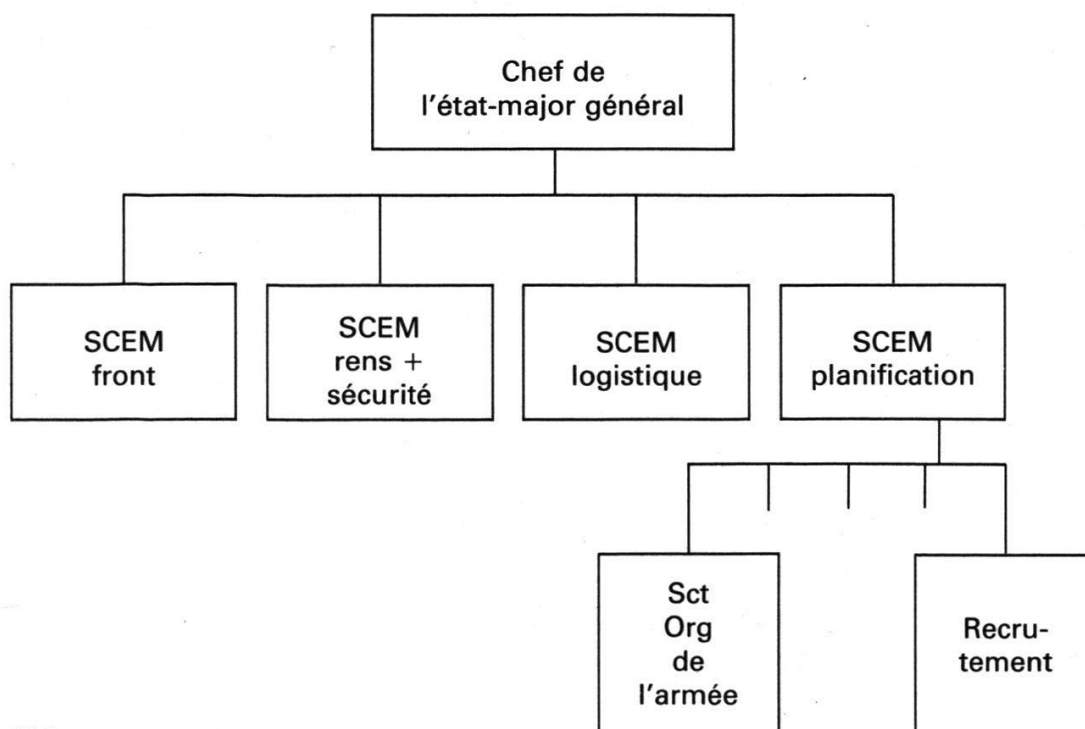 Chef de
l'état-major général
SCEM
front
SCEM
rens +
sécurité
SCEM
logistique
SCEM
planification
Sct
Org
de
l'armée
Recru-
tement